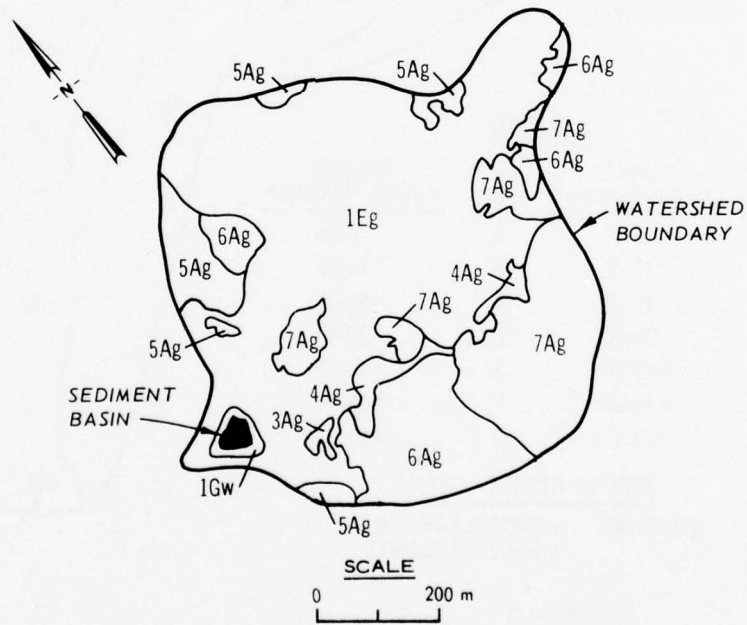 5Ag
5Ag
6Ag
N
7Ag
6Ag
7Ag
1Eg
WATERSHED
BOUNDARY
6Ag
5Ag
4Ag
7Ag
5Ag
7Ag
7Ag
SEDIMENT
BASIN
4Ag
3Ag
6Ag
1Gw
5Ag
SCALE
0 200 m